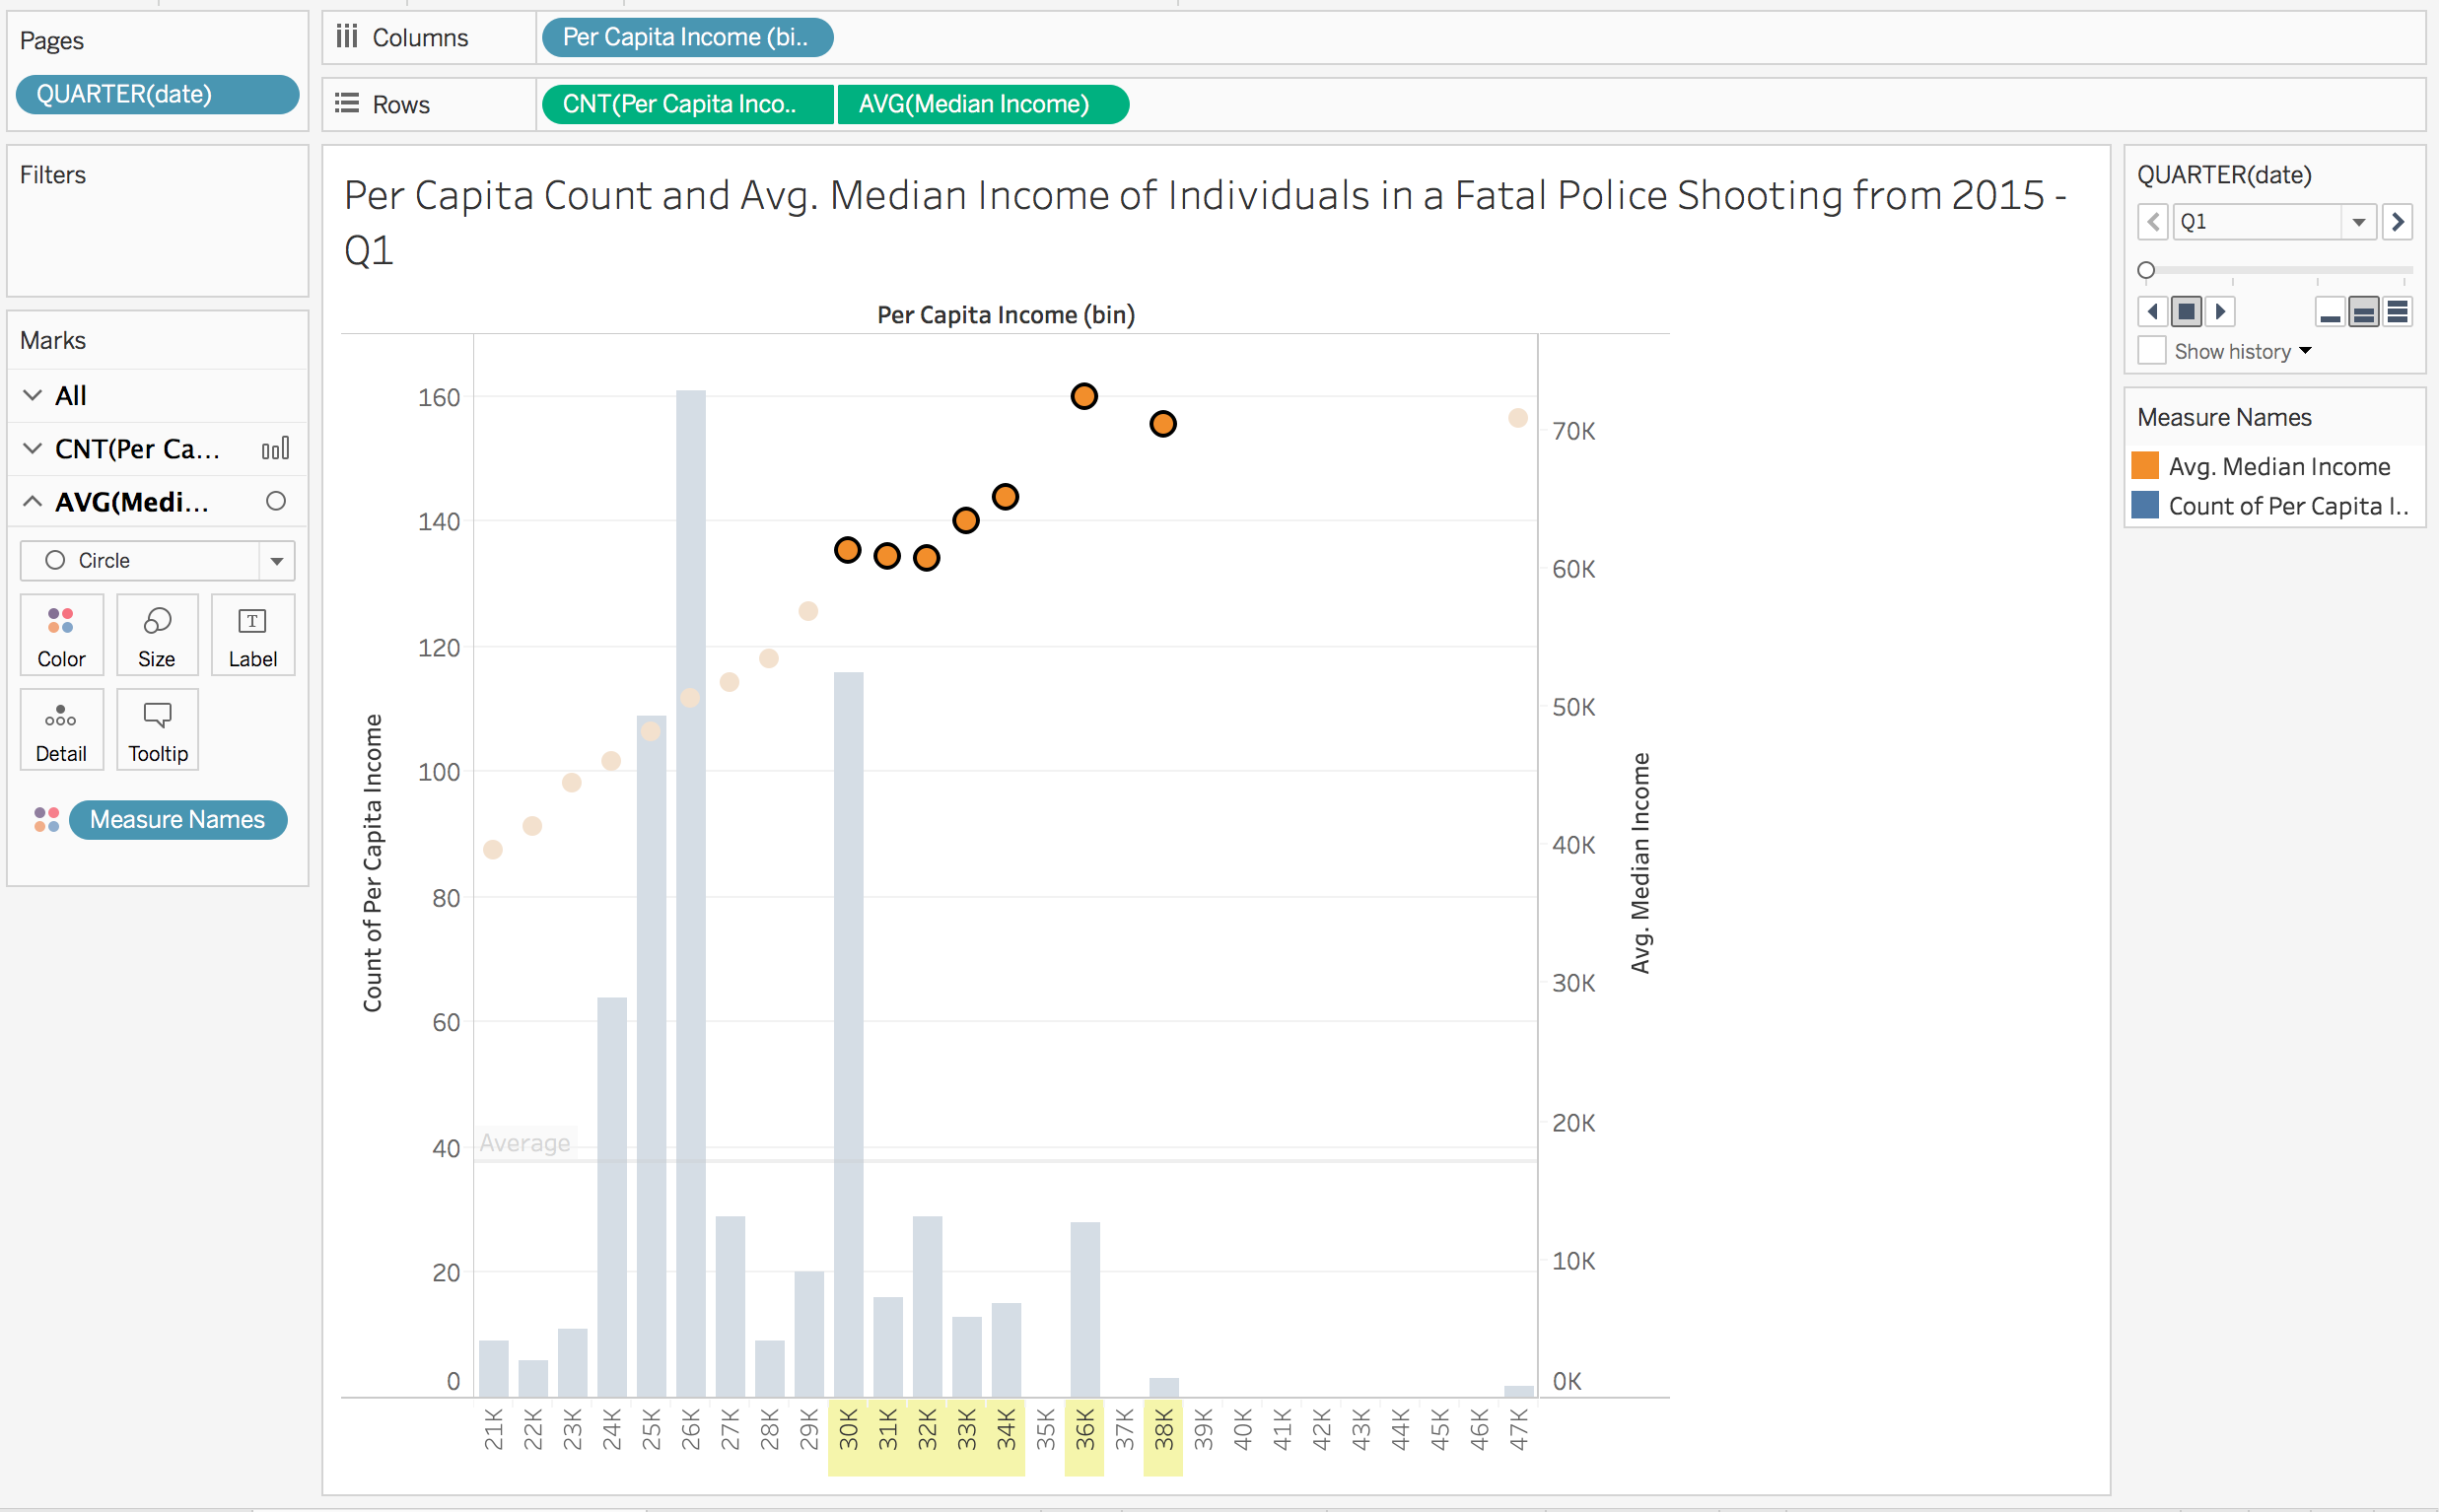 Pages
QUARTER(date)
Filters
Marks
All
CNT(Per Ca...
AVG(Medi...
Circle
Color
Size
Label
Detail
Tooltip
Measure Names
Columns
Per Capita Income (bi..
Rows
CNT(Per Capita Inco..
AVG(Median Income)
Per Capita Count and Avg. Median Income of Individuals in a Fatal Police Shooting from 2015 -
Q1
Per Capita Income (bin)
Count of Per Capita Income
160
140
120
100
80
60
40
20
0
Average
70K
60K
50K
40K
30K
20K
10K
0K
Avg. Median Income
21K
22K
23K
24K
25K
26K
27K
28K
29K
30K
31K
32K
33K
34K
35K
36K
37K
38K
39K
40K
41K
42K
43K
44K
45K
46K
47K
QUARTER(date)
Q1
Show history
Measure Names
Avg. Median Income
Count of Per Capita I..